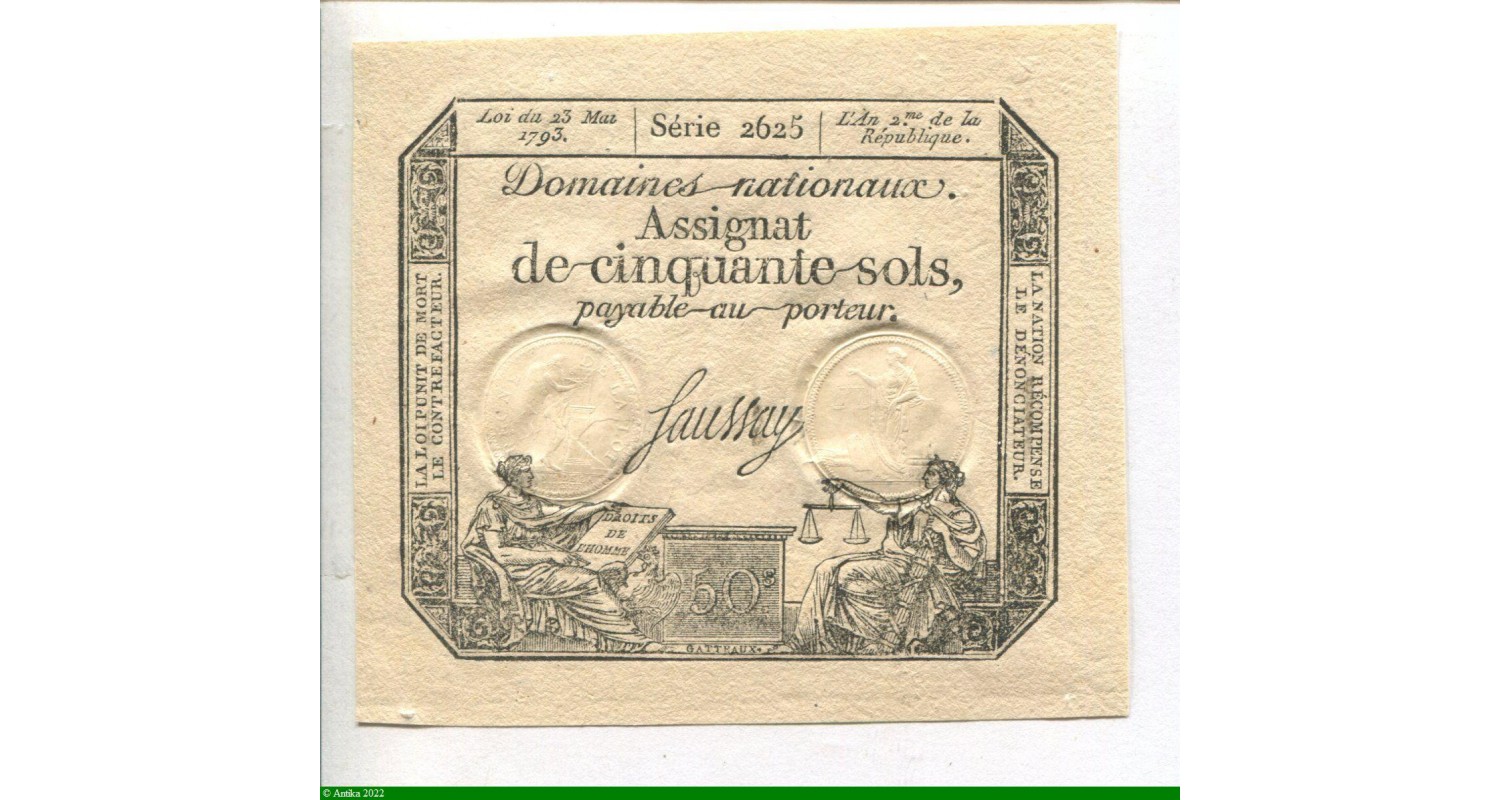 Loi du 23 Mai
1793.
Série 2625
L'An 2.me de la
République.
Domaines nationaux.
Assignat
de cinquante sols,
payable au porteur.
LA LOI PUNIT DE MORT
LE CONTREFACTEUR.
LA NATION RÉCOMPENSE
LE DÉNONCIATEUR.
Saussay
DROITS
DE
L'HOMME
50s
GATTEAUX.
© Antika 2022